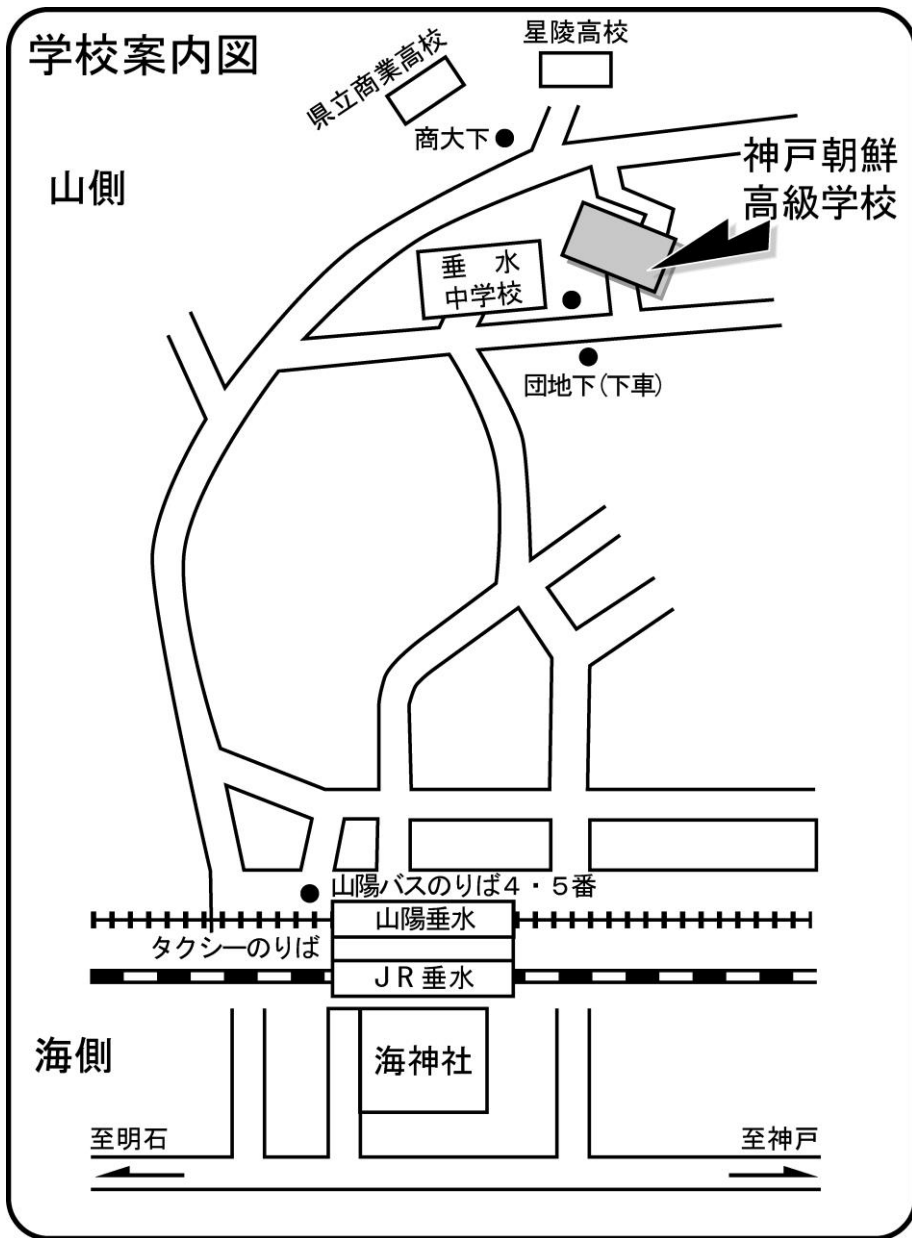 学校案内図
星陵高校
県立商業高校
商大下
山側
神戸朝鮮
高級学校
垂 水
中学校
団地下(下車)
山陽バスのりば4・5番
山陽垂水
タクシーのりば
JR垂水
海側
海神社
至明石
至神戸